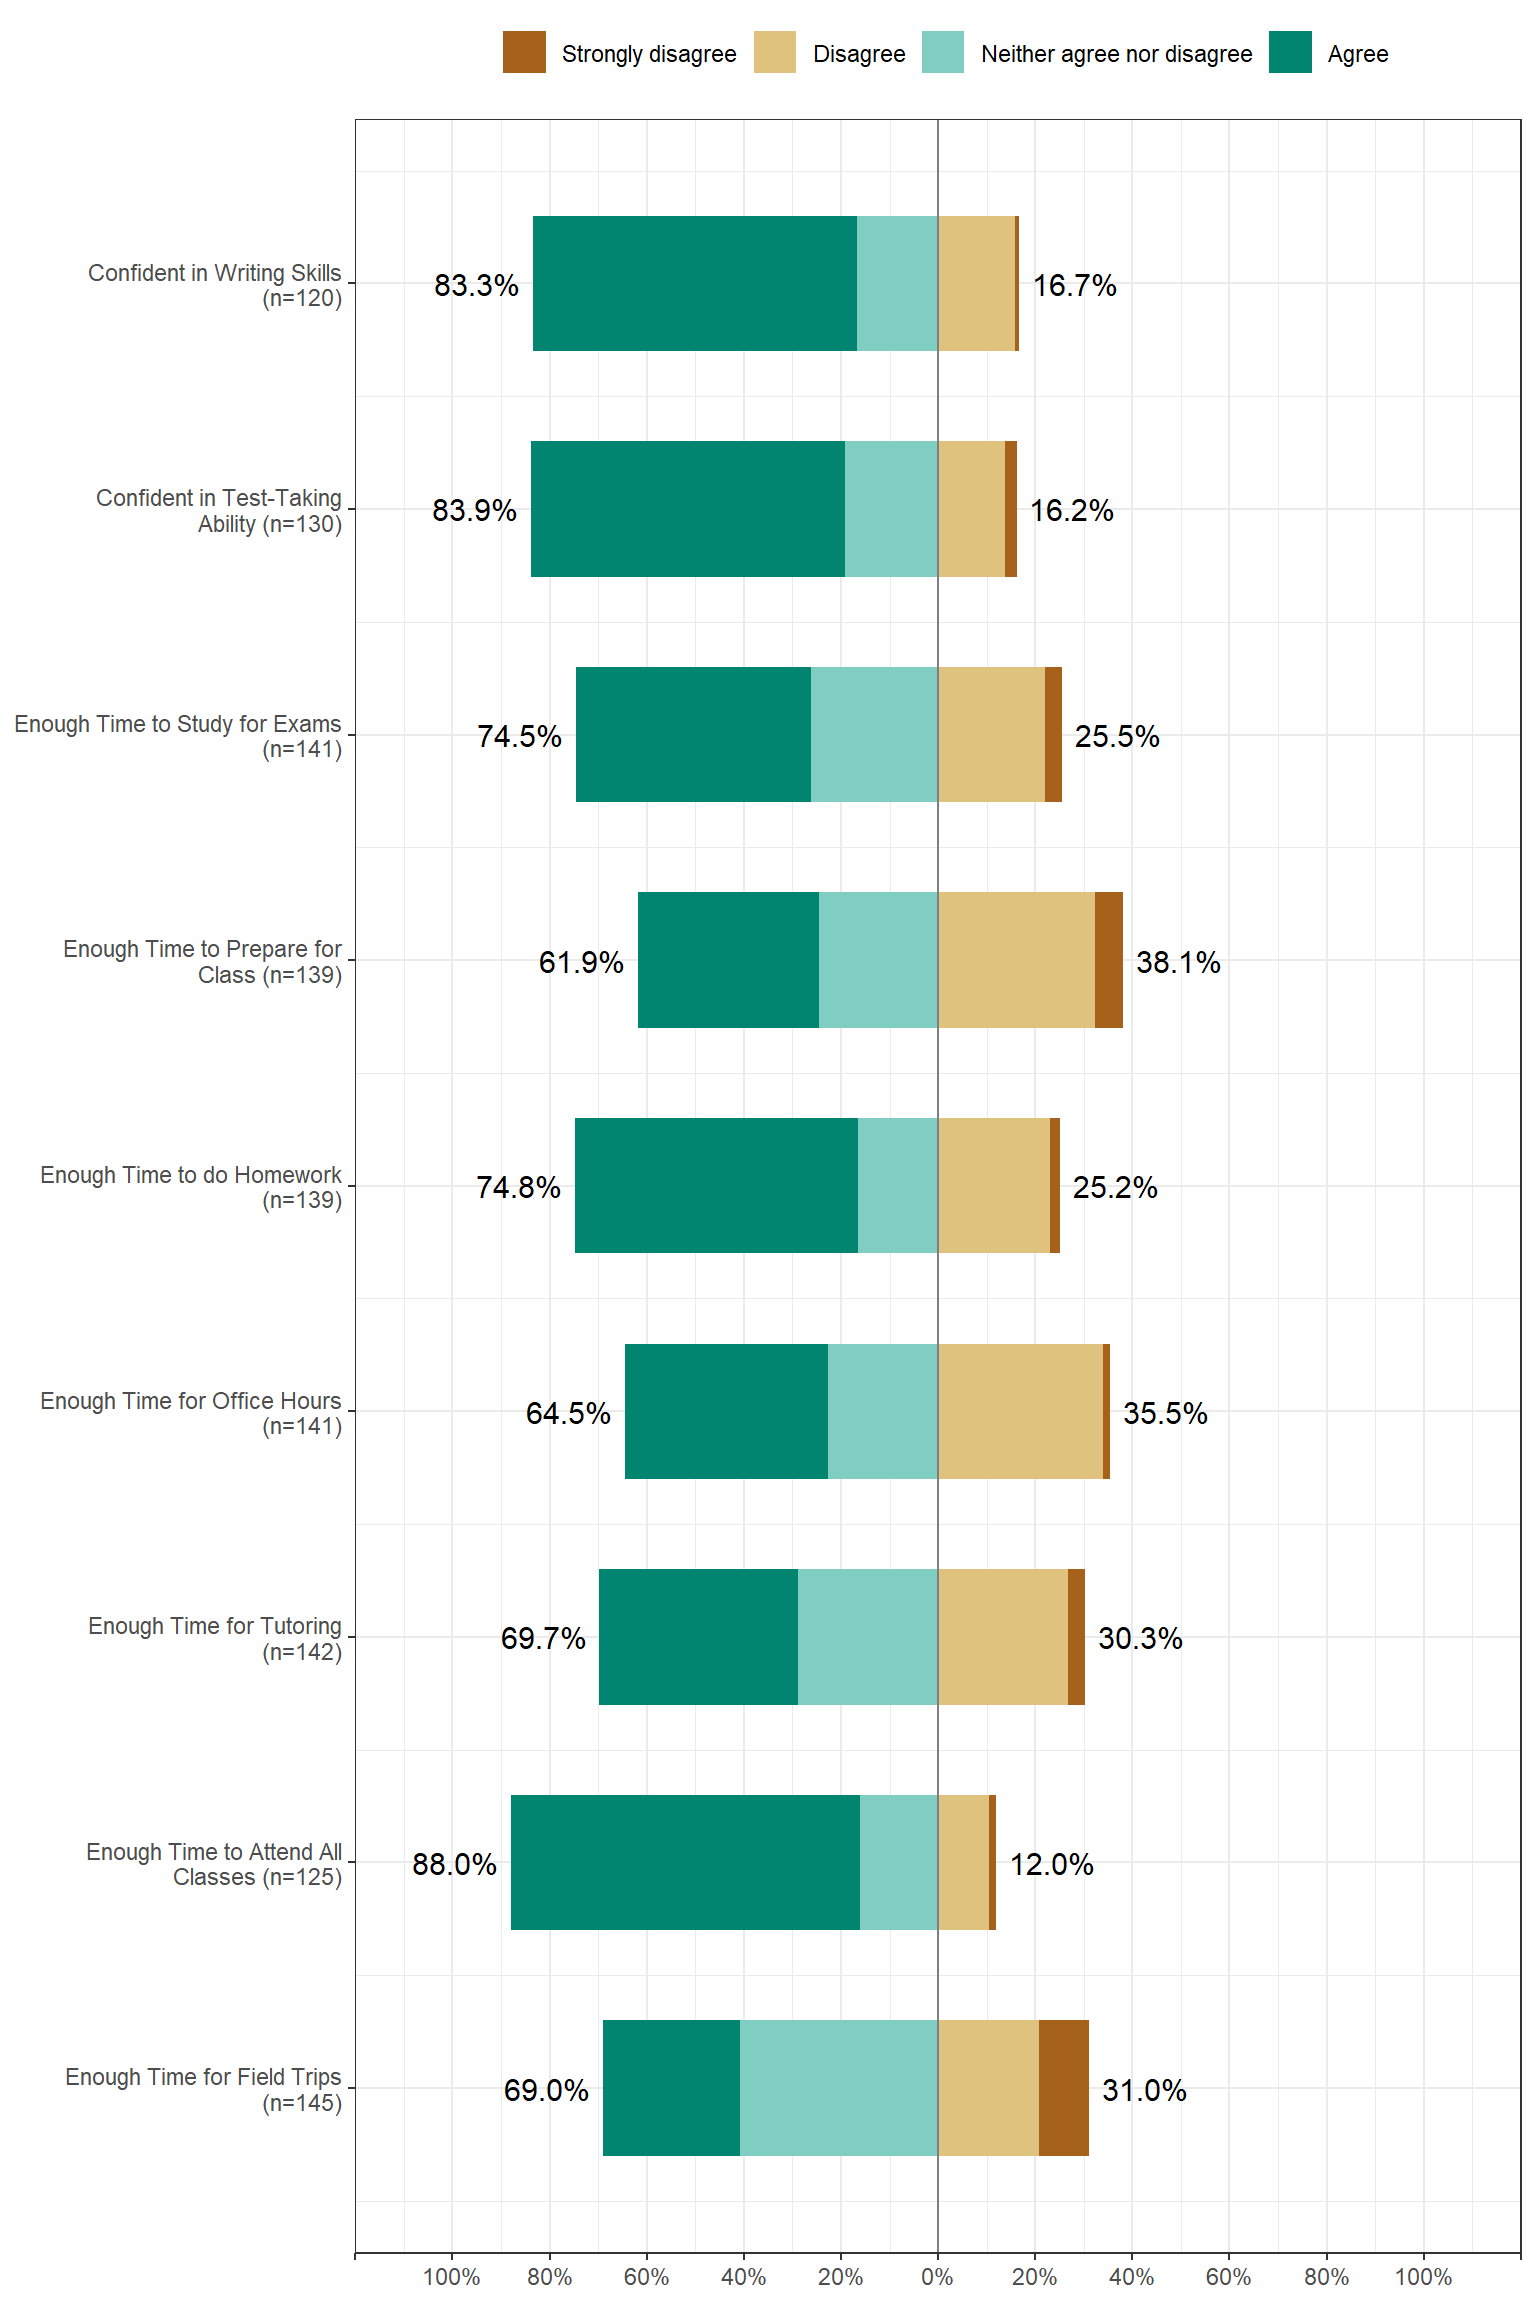 Strongly disagree Disagree Neither agree nor disagree Agree
Confident in Writing Skills
(n=120)
83.3% 16.7%
Confident in Test-Taking
Ability (n=130)
83.9% 16.2%
Enough Time to Study for Exams
(n=141)
74.5% 25.5%
Enough Time to Prepare for
Class (n=139)
61.9% 38.1%
Enough Time to do Homework
(n=139)
74.8% 25.2%
Enough Time for Office Hours
(n=141)
64.5% 35.5%
Enough Time for Tutoring
(n=142)
69.7% 30.3%
Enough Time to Attend All
Classes (n=125)
88.0% 12.0%
Enough Time for Field Trips
(n=145)
69.0% 31.0%
100% 80% 60% 40% 20% 0% 20% 40% 60% 80% 100%